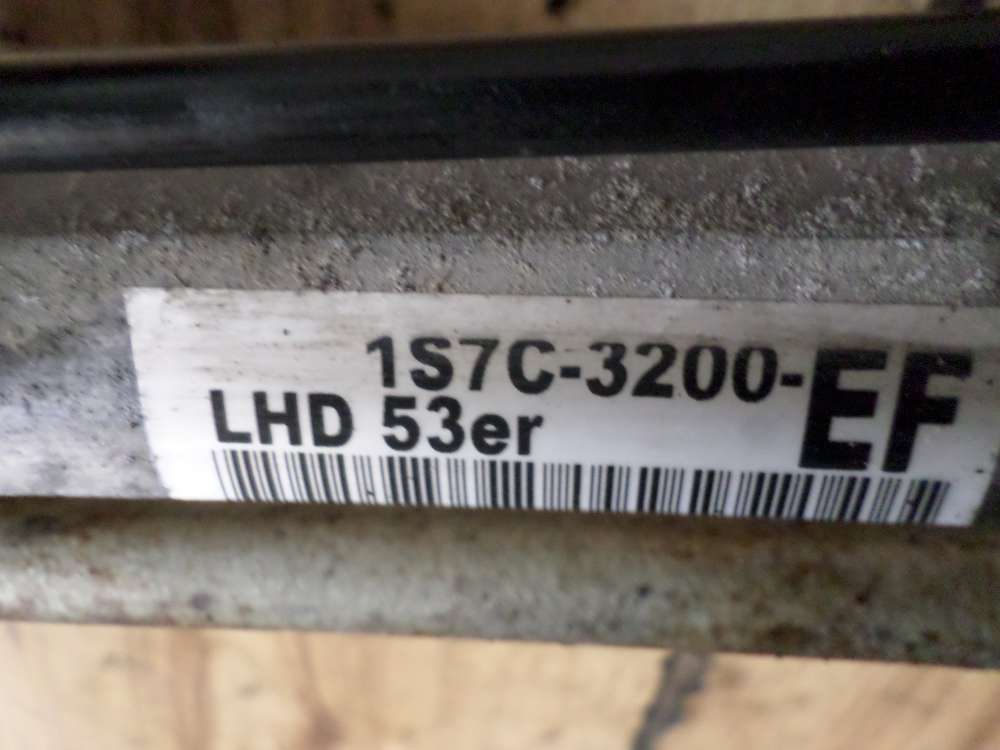 1S7C-3200-EF
LHD 53er